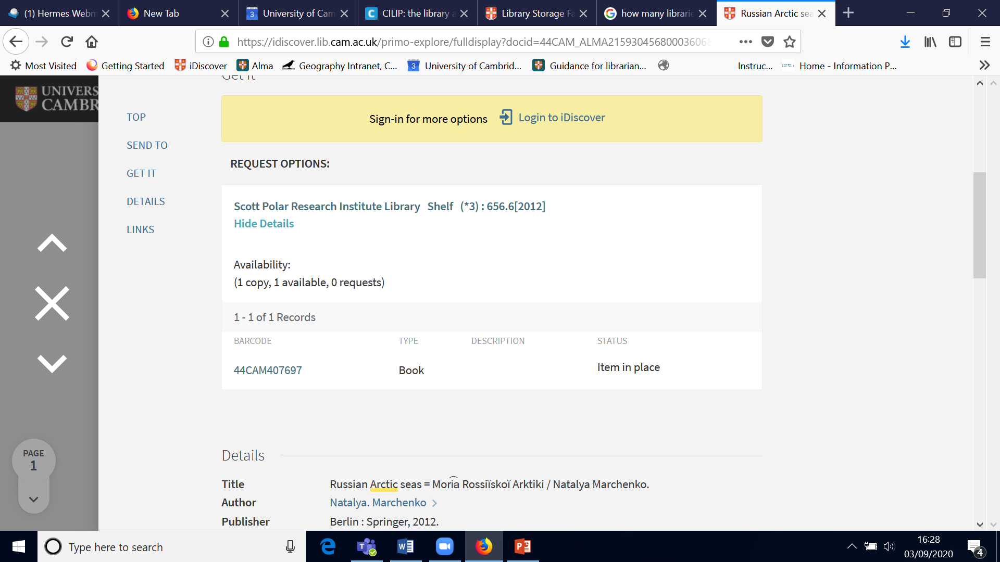 (1) Hermes Webm
New Tab
University of Cam
CILIP: the library a
Library Storage Fa
how many librarie
Russian Arctic sea
https://idiscover.lib.cam.ac.uk/primo-explore/fulldisplay?docid=44CAM_ALMA21593045680003606&
Most Visited
Getting Started
iDiscover
Alma
Geography Intranet, C...
University of Cambrid...
Guidance for librarian...
Instruc...
Home - Information P...
UNIVERS
CAMBR
Get it
TOP
SEND TO
GET IT
DETAILS
LINKS
Sign-in for more options Login to iDiscover
REQUEST OPTIONS:
Scott Polar Research Institute Library Shelf (*3) : 656.6[2012]
Hide Details
Availability:
(1 copy, 1 available, 0 requests)
1 - 1 of 1 Records
BARCODE TYPE DESCRIPTION STATUS
44CAM407697 Book Item in place
PAGE
1
Details
Title Russian Arctic seas = Mori͡a Rossiĭskoĭ Arktiki / Natalya Marchenko.
Author Natalya. Marchenko
Publisher Berlin : Springer, 2012.
Type here to search
16:28
03/09/2020
4